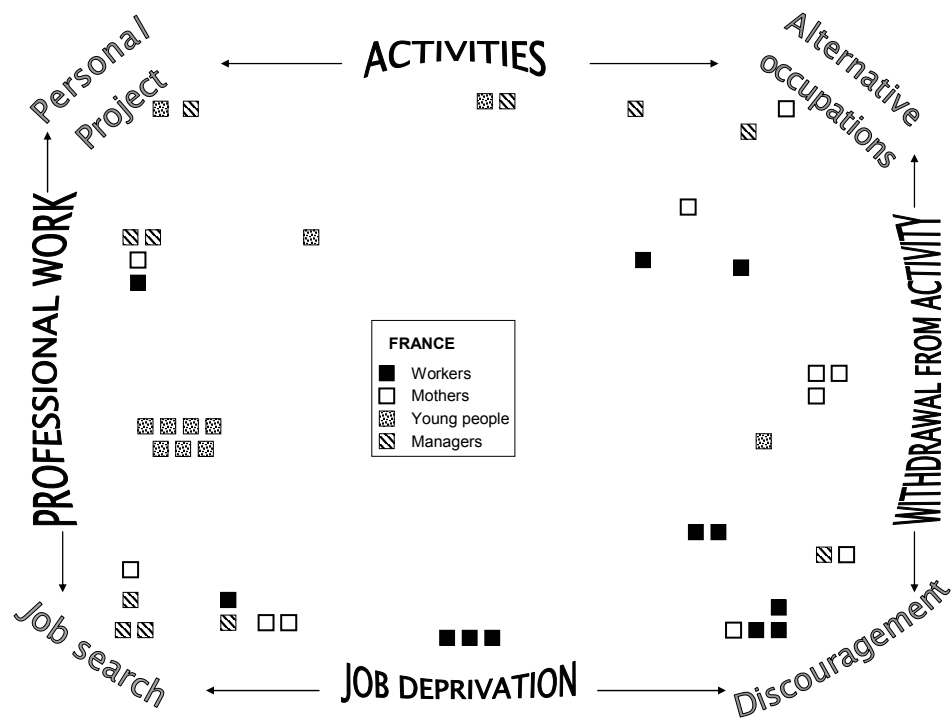 Personal
Project
ACTIVITIES
Alternative
occupations
PROFESSIONAL WORK
WITHDRAWAL FROM ACTIVITY
FRANCE
Workers
Mothers
Young people
Managers
Job search
JOB DEPRIVATION
Discouragement